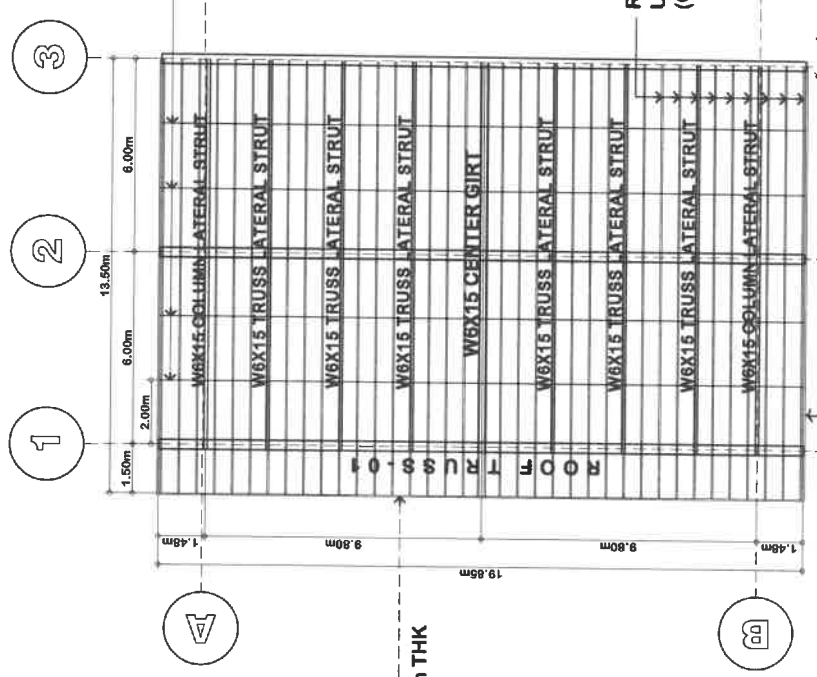 3
2
1
13.50m
6.00m
6.00m
2.00m
1.50m
W6X15 COLUMN LATERAL STRUT
W6X15 TRUSS LATERAL STRUT
W6X15 TRUSS LATERAL STRUT
W6X15 TRUSS LATERAL STRUT
W6X15 CENTER GIRT
W6X15 TRUSS LATERAL STRUT
W6X15 TRUSS LATERAL STRUT
W6X15 TRUSS LATERAL STRUT
W6X15 COLUMN LATERAL STRUT
ROOF TRUSS-01
1.48m
9.80m
9.80m
1.48m
19.65m
A
B
THK
R
L
(